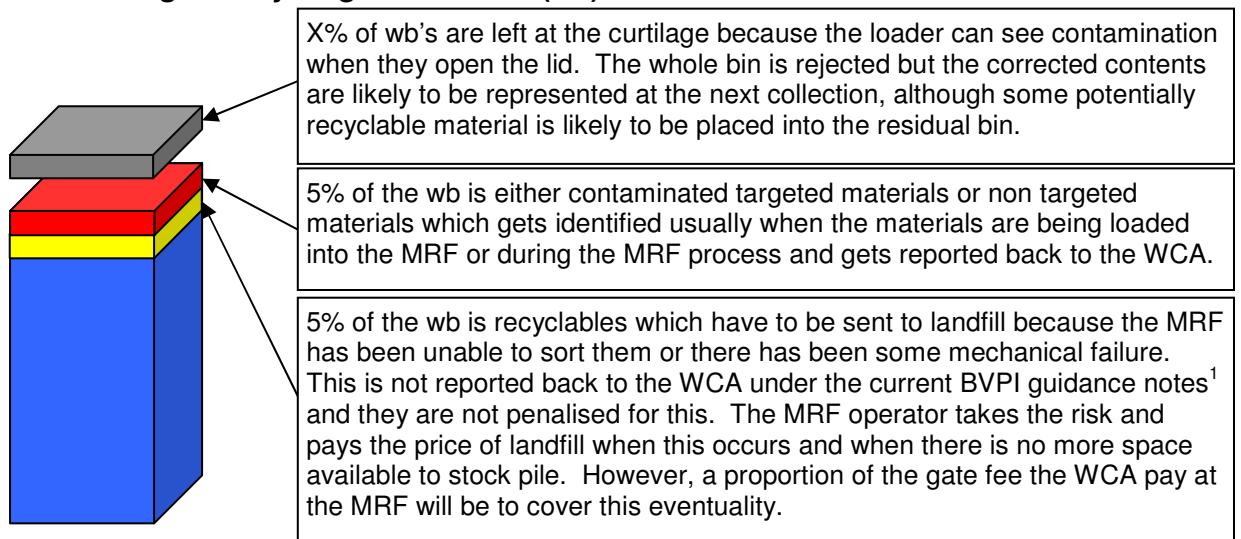 X% of wb's are left at the curtilage because the loader can see contamination
when they open the lid. The whole bin is rejected but the corrected contents
are likely to be represented at the next collection, although some potentially
recyclable material is likely to be placed into the residual bin.
5% of the wb is either contaminated targeted materials or non targeted
materials which gets identified usually when the materials are being loaded
into the MRF or during the MRF process and gets reported back to the WCA.
5% of the wb is recyclables which have to be sent to landfill because the MRF
has been unable to sort them or there has been some mechanical failure.
This is not reported back to the WCA under the current BVPI guidance notes¹
and they are not penalised for this. The MRF operator takes the risk and
pays the price of landfill when this occurs and when there is no more space
available to stock pile. However, a proportion of the gate fee the WCA pay at
the MRF will be to cover this eventuality.